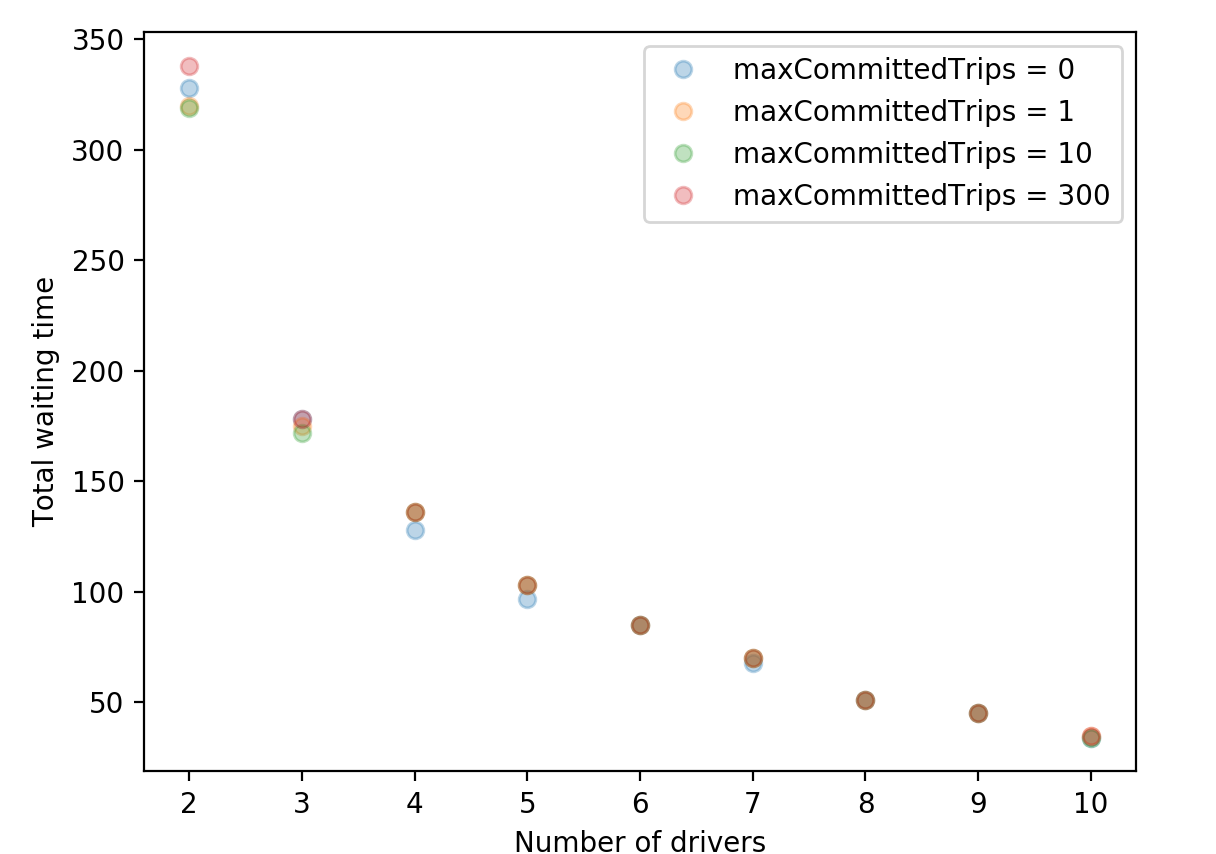 350
300
250
200
150
100
50
Total waiting time
maxCommittedTrips = 0
maxCommittedTrips = 1
maxCommittedTrips = 10
maxCommittedTrips = 300
2 3 4 5 6 7 8 9 10
Number of drivers